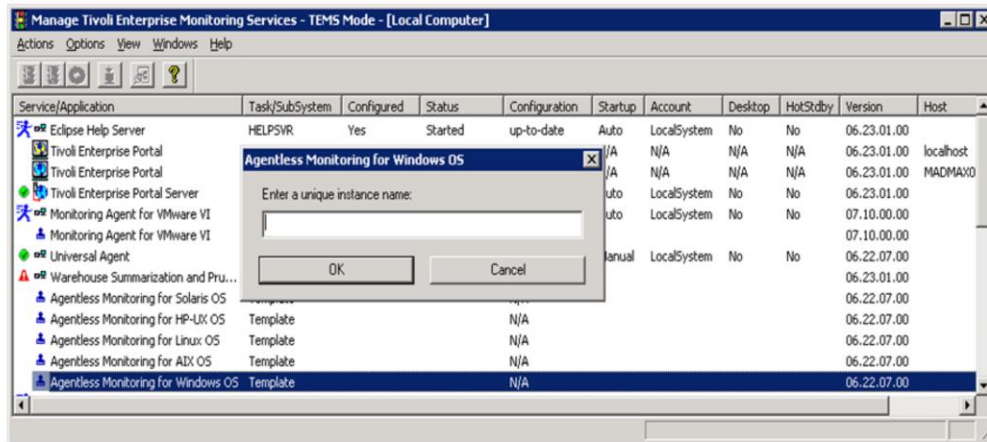 Manage Tivoli Enterprise Monitoring Services - TEMS Mode - [Local Computer]
Actions Options View Windows Help
Service/Application Task/SubSystem Configured Status Configuration Startup Account Desktop HotStdby Version Host
Eclipse Help Server HELPSVR Yes Started up-to-date Auto LocalSystem No No 06.23.01.00
Tivoli Enterprise Portal N/A N/A N/A 06.23.01.00 localhost
Tivoli Enterprise Portal N/A N/A N/A 06.23.01.00 MADMAX0
Tivoli Enterprise Portal Server LocalSystem No No 06.23.01.00
Monitoring Agent for VMware VI LocalSystem No No 07.10.00.00
Monitoring Agent for VMware VI 07.10.00.00
Universal Agent LocalSystem No No 06.22.07.00
Warehouse Summarization and Pru... 06.23.01.00
Agentless Monitoring for Solaris OS 06.22.07.00
Agentless Monitoring for HP-UX OS Template N/A 06.22.07.00
Agentless Monitoring for Linux OS Template N/A 06.22.07.00
Agentless Monitoring for AIX OS Template N/A 06.22.07.00
Agentless Monitoring for Windows OS Template N/A 06.22.07.00
Agentless Monitoring for Windows OS
Enter a unique instance name:
OK Cancel